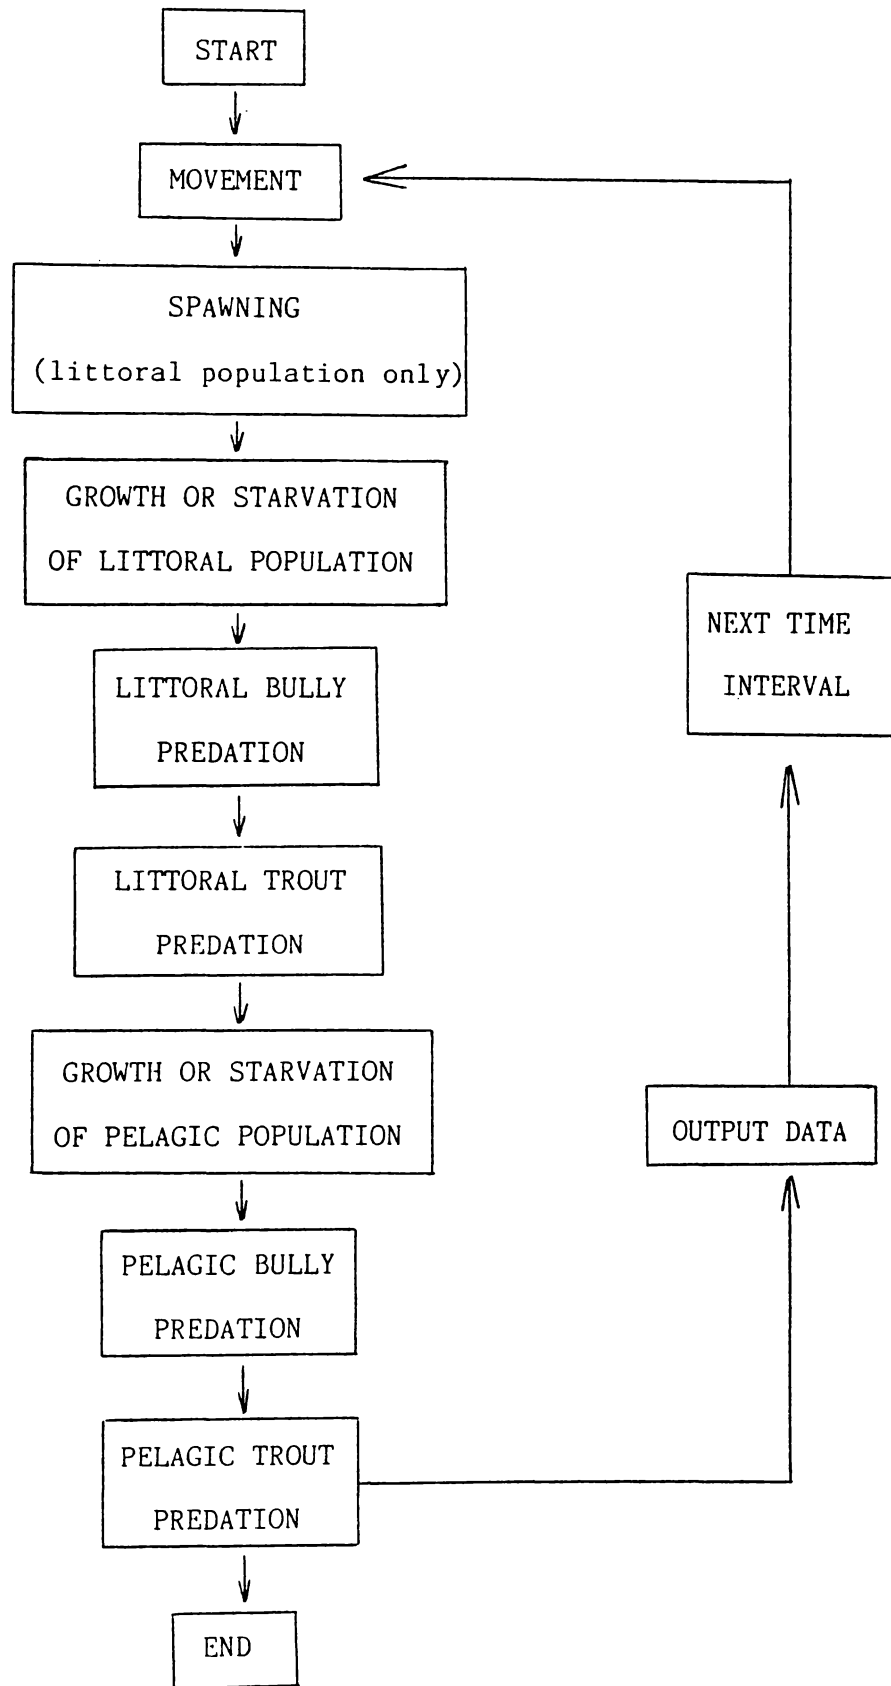 START
MOVEMENT
SPAWNING
(littoral population only)
GROWTH OR STARVATION
OF LITTORAL POPULATION
LITTORAL BULLY
PREDATION
LITTORAL TROUT
PREDATION
GROWTH OR STARVATION
OF PELAGIC POPULATION
PELAGIC BULLY
PREDATION
PELAGIC TROUT
PREDATION
END
OUTPUT DATA
NEXT TIME
INTERVAL